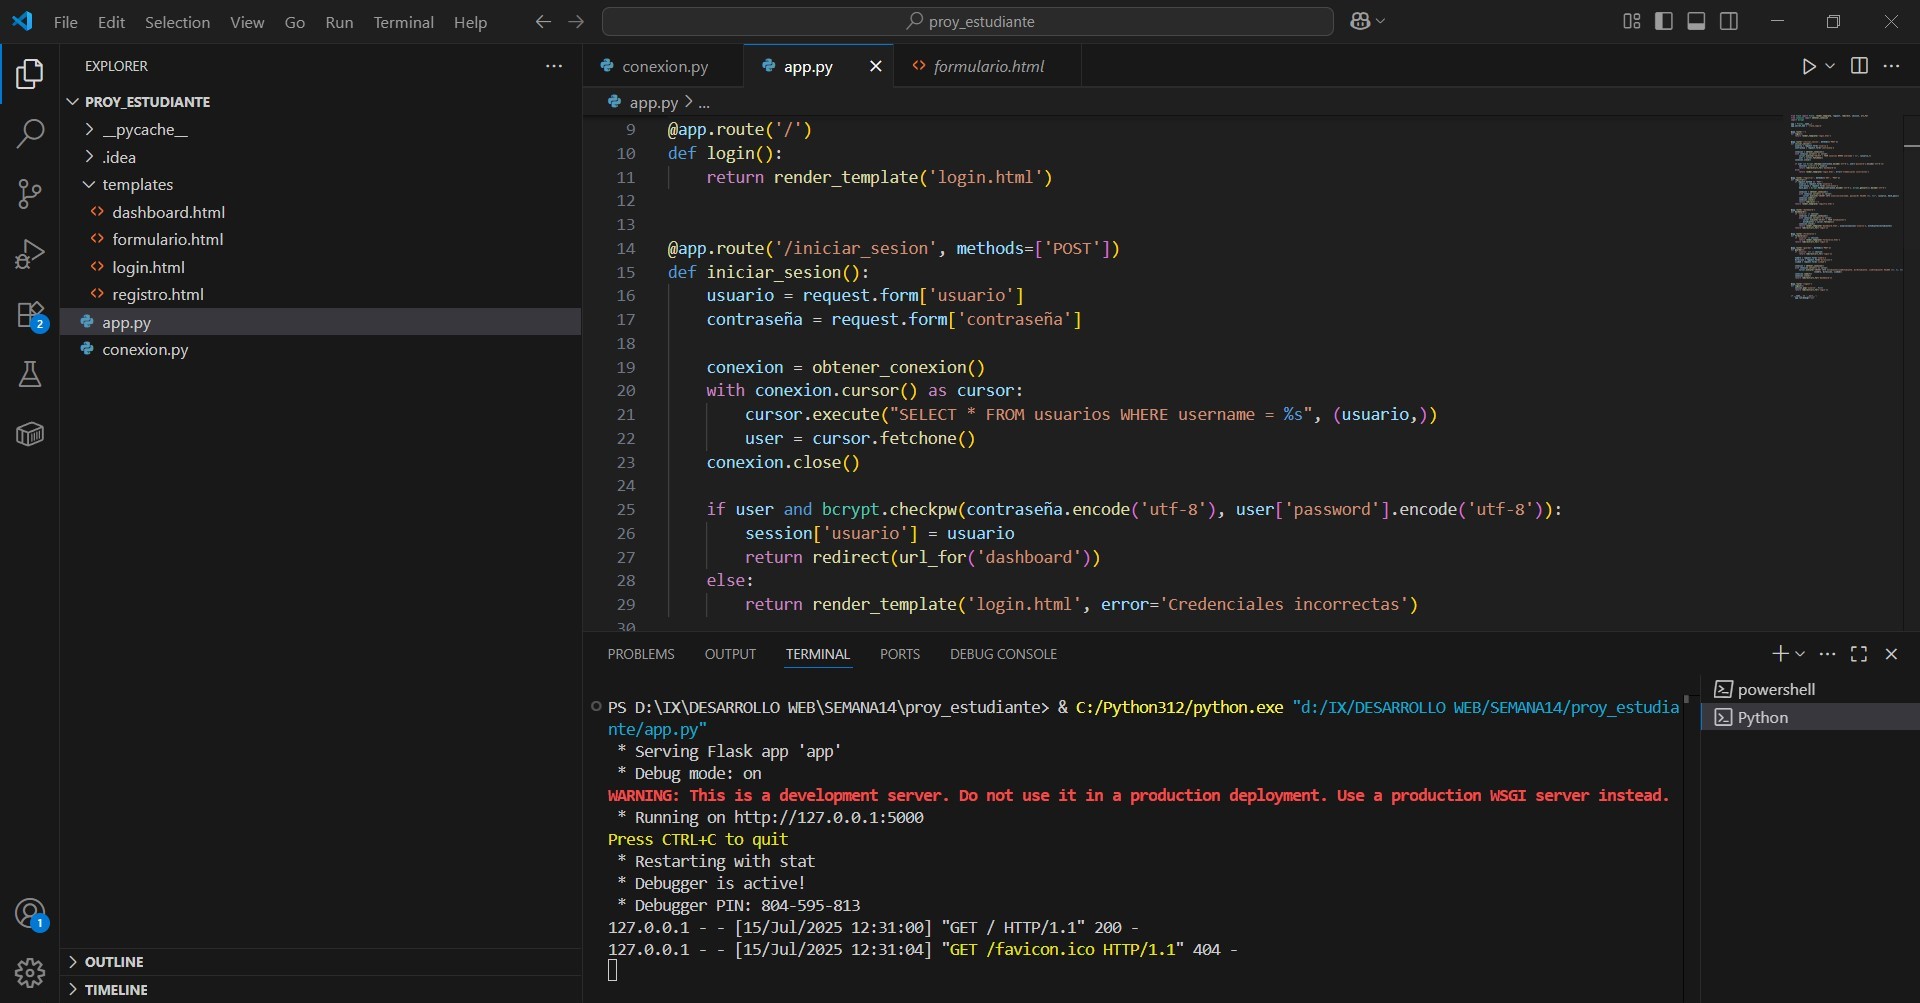 File Edit Selection View Go Run Terminal Help
proy_estudiante
EXPLORER
PROY_ESTUDIANTE
__pycache__
.idea
templates
dashboard.html
formulario.html
login.html
registro.html
app.py
conexion.py
2
1
OUTLINE
TIMELINE
conexion.py app.py formulario.html
app.py > ...
9 @app.route('/')
10 def login():
11 return render_template('login.html')
12
13
14 @app.route('/iniciar_sesion', methods=['POST'])
15 def iniciar_sesion():
16 usuario = request.form['usuario']
17 contraseña = request.form['contraseña']
18
19 conexion = obtener_conexion()
20 with conexion.cursor() as cursor:
21 cursor.execute("SELECT * FROM usuarios WHERE username = %s", (usuario,))
22 user = cursor.fetchone()
23 conexion.close()
24
25 if user and bcrypt.checkpw(contraseña.encode('utf-8'), user['password'].encode('utf-8')):
26 session['usuario'] = usuario
27 return redirect(url_for('dashboard'))
28 else:
29 return render_template('login.html', error='Credenciales incorrectas')
30
PROBLEMS OUTPUT TERMINAL PORTS DEBUG CONSOLE
PS D:\IX\DESARROLLO WEB\SEMANA14\proy_estudiante> & C:/Python312/python.exe "d:/IX/DESARROLLO WEB/SEMANA14/proy_estudia
nte/app.py"
* Serving Flask app 'app'
* Debug mode: on
WARNING: This is a development server. Do not use it in a production deployment. Use a production WSGI server instead.
* Running on http://127.0.0.1:5000
Press CTRL+C to quit
* Restarting with stat
* Debugger is active!
* Debugger PIN: 804-595-813
127.0.0.1 - - [15/Jul/2025 12:31:00] "GET / HTTP/1.1" 200 -
127.0.0.1 - - [15/Jul/2025 12:31:04] "GET /favicon.ico HTTP/1.1" 404 -
powershell
Python